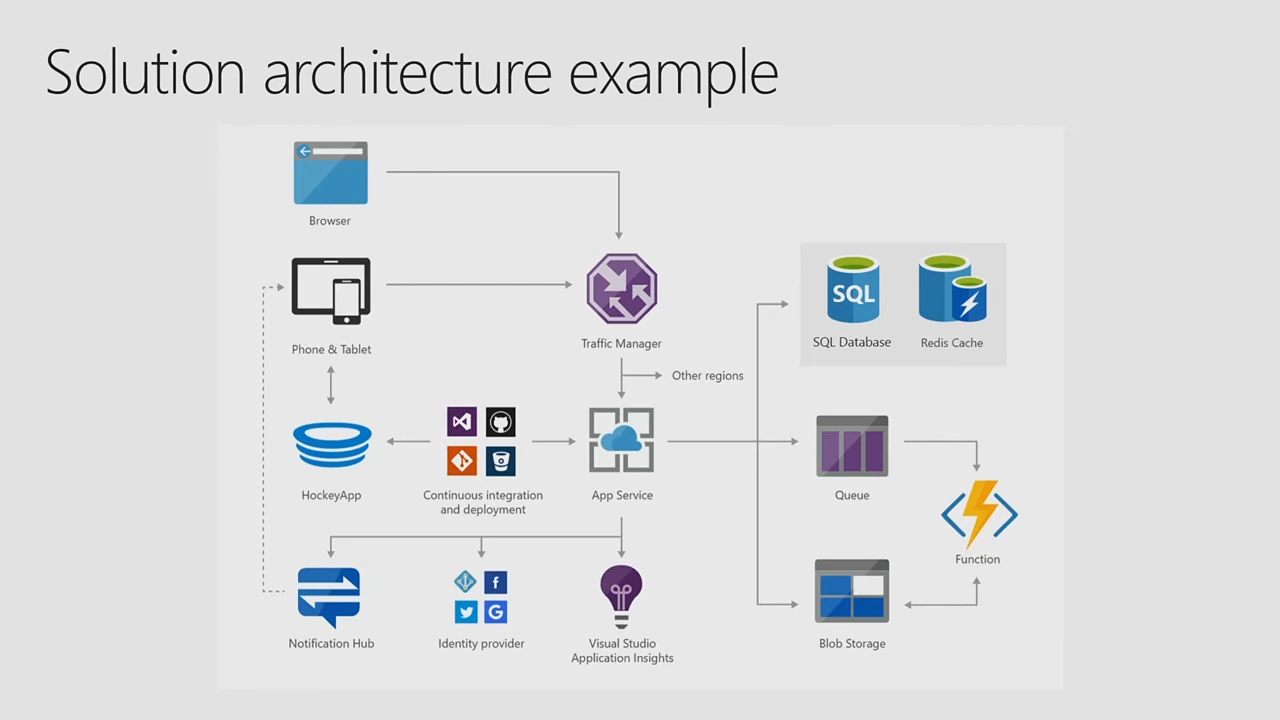 Solution architecture example
Browser
Phone & Tablet
Traffic Manager
SQL
SQL Database
Redis Cache
Other regions
HockeyApp
Continuous integration
and deployment
App Service
Queue
Function
Notification Hub
f
G
Identity provider
Visual Studio
Application Insights
Blob Storage